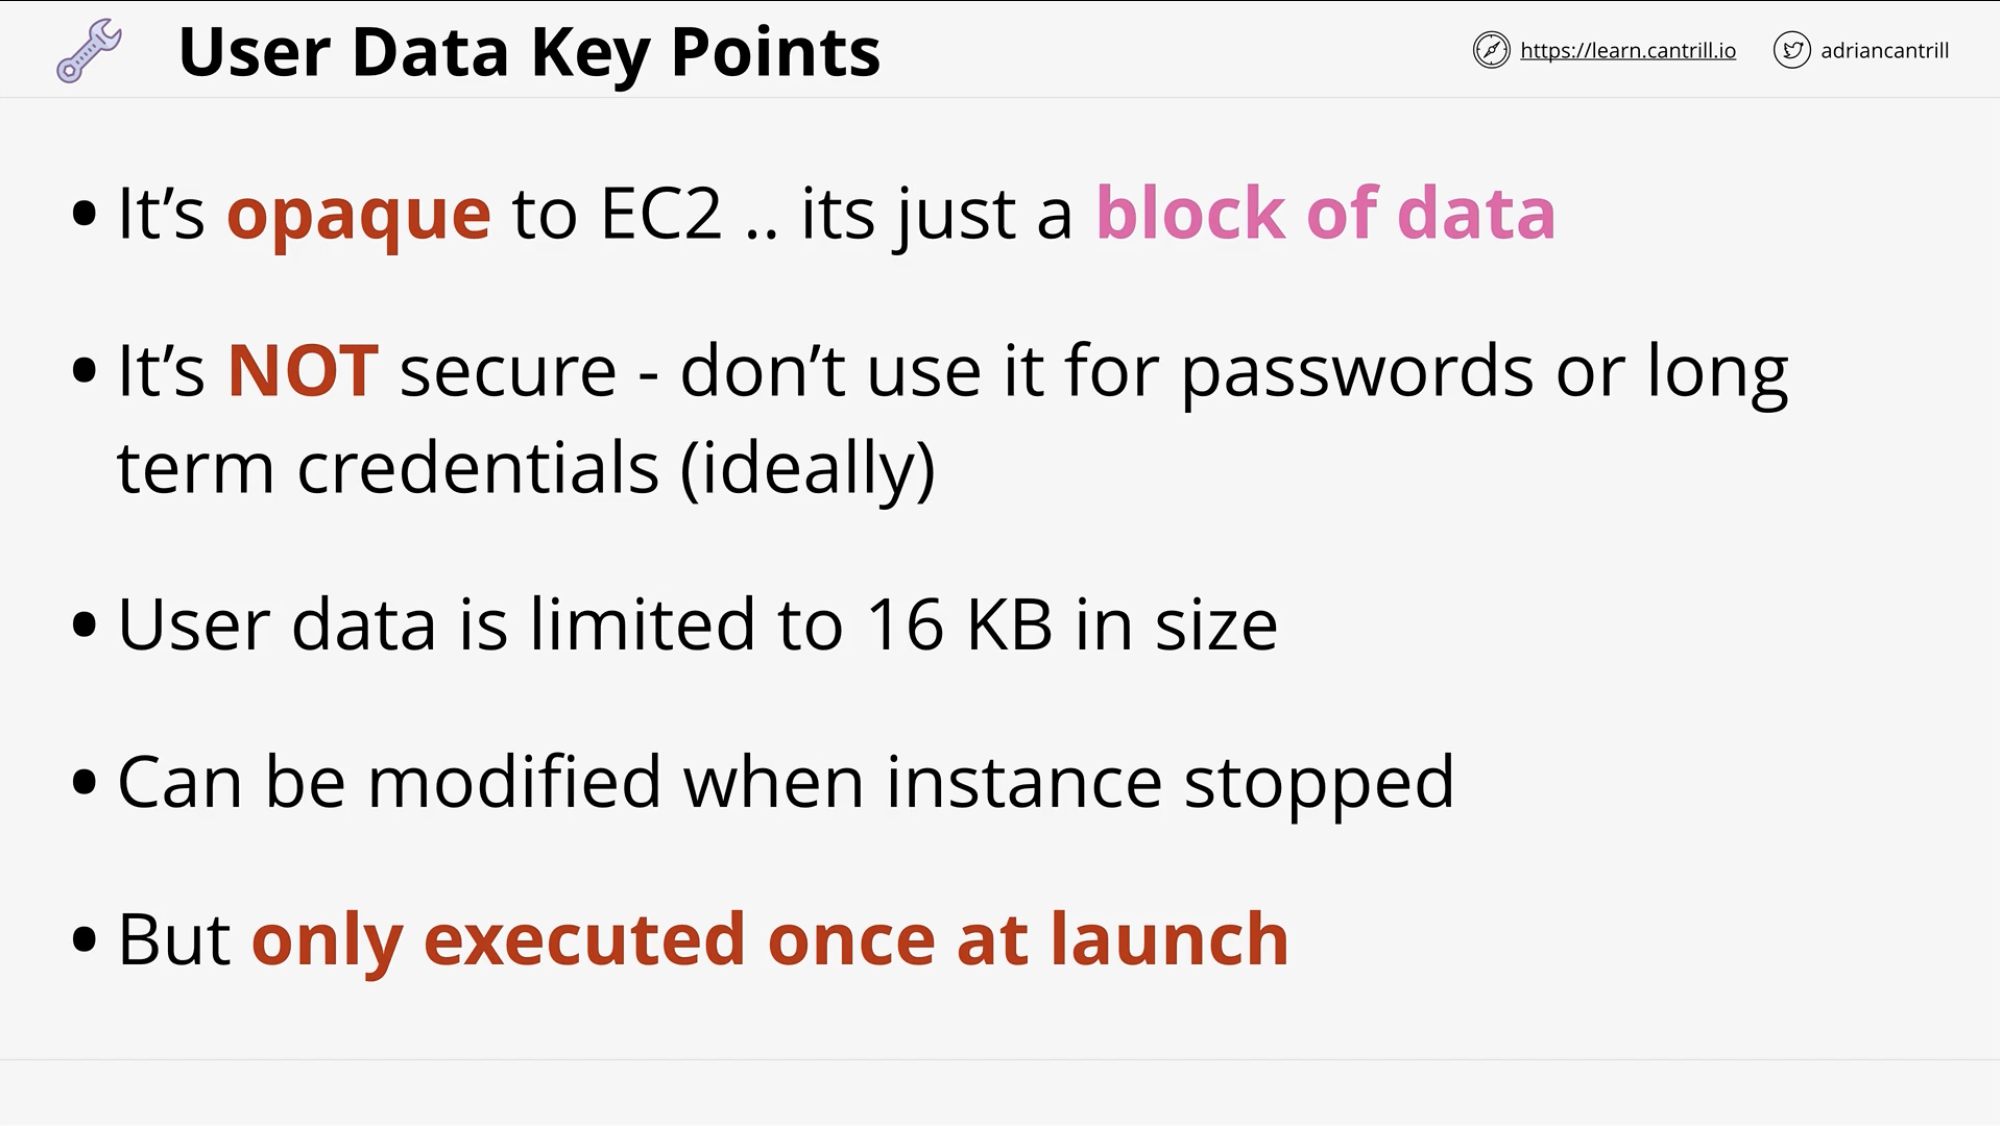 User Data Key Points
https://learn.cantrill.io
adriancantrill
• It’s opaque to EC2 .. its just a block of data
• It’s NOT secure - don’t use it for passwords or long
term credentials (ideally)
• User data is limited to 16 KB in size
• Can be modified when instance stopped
• But only executed once at launch